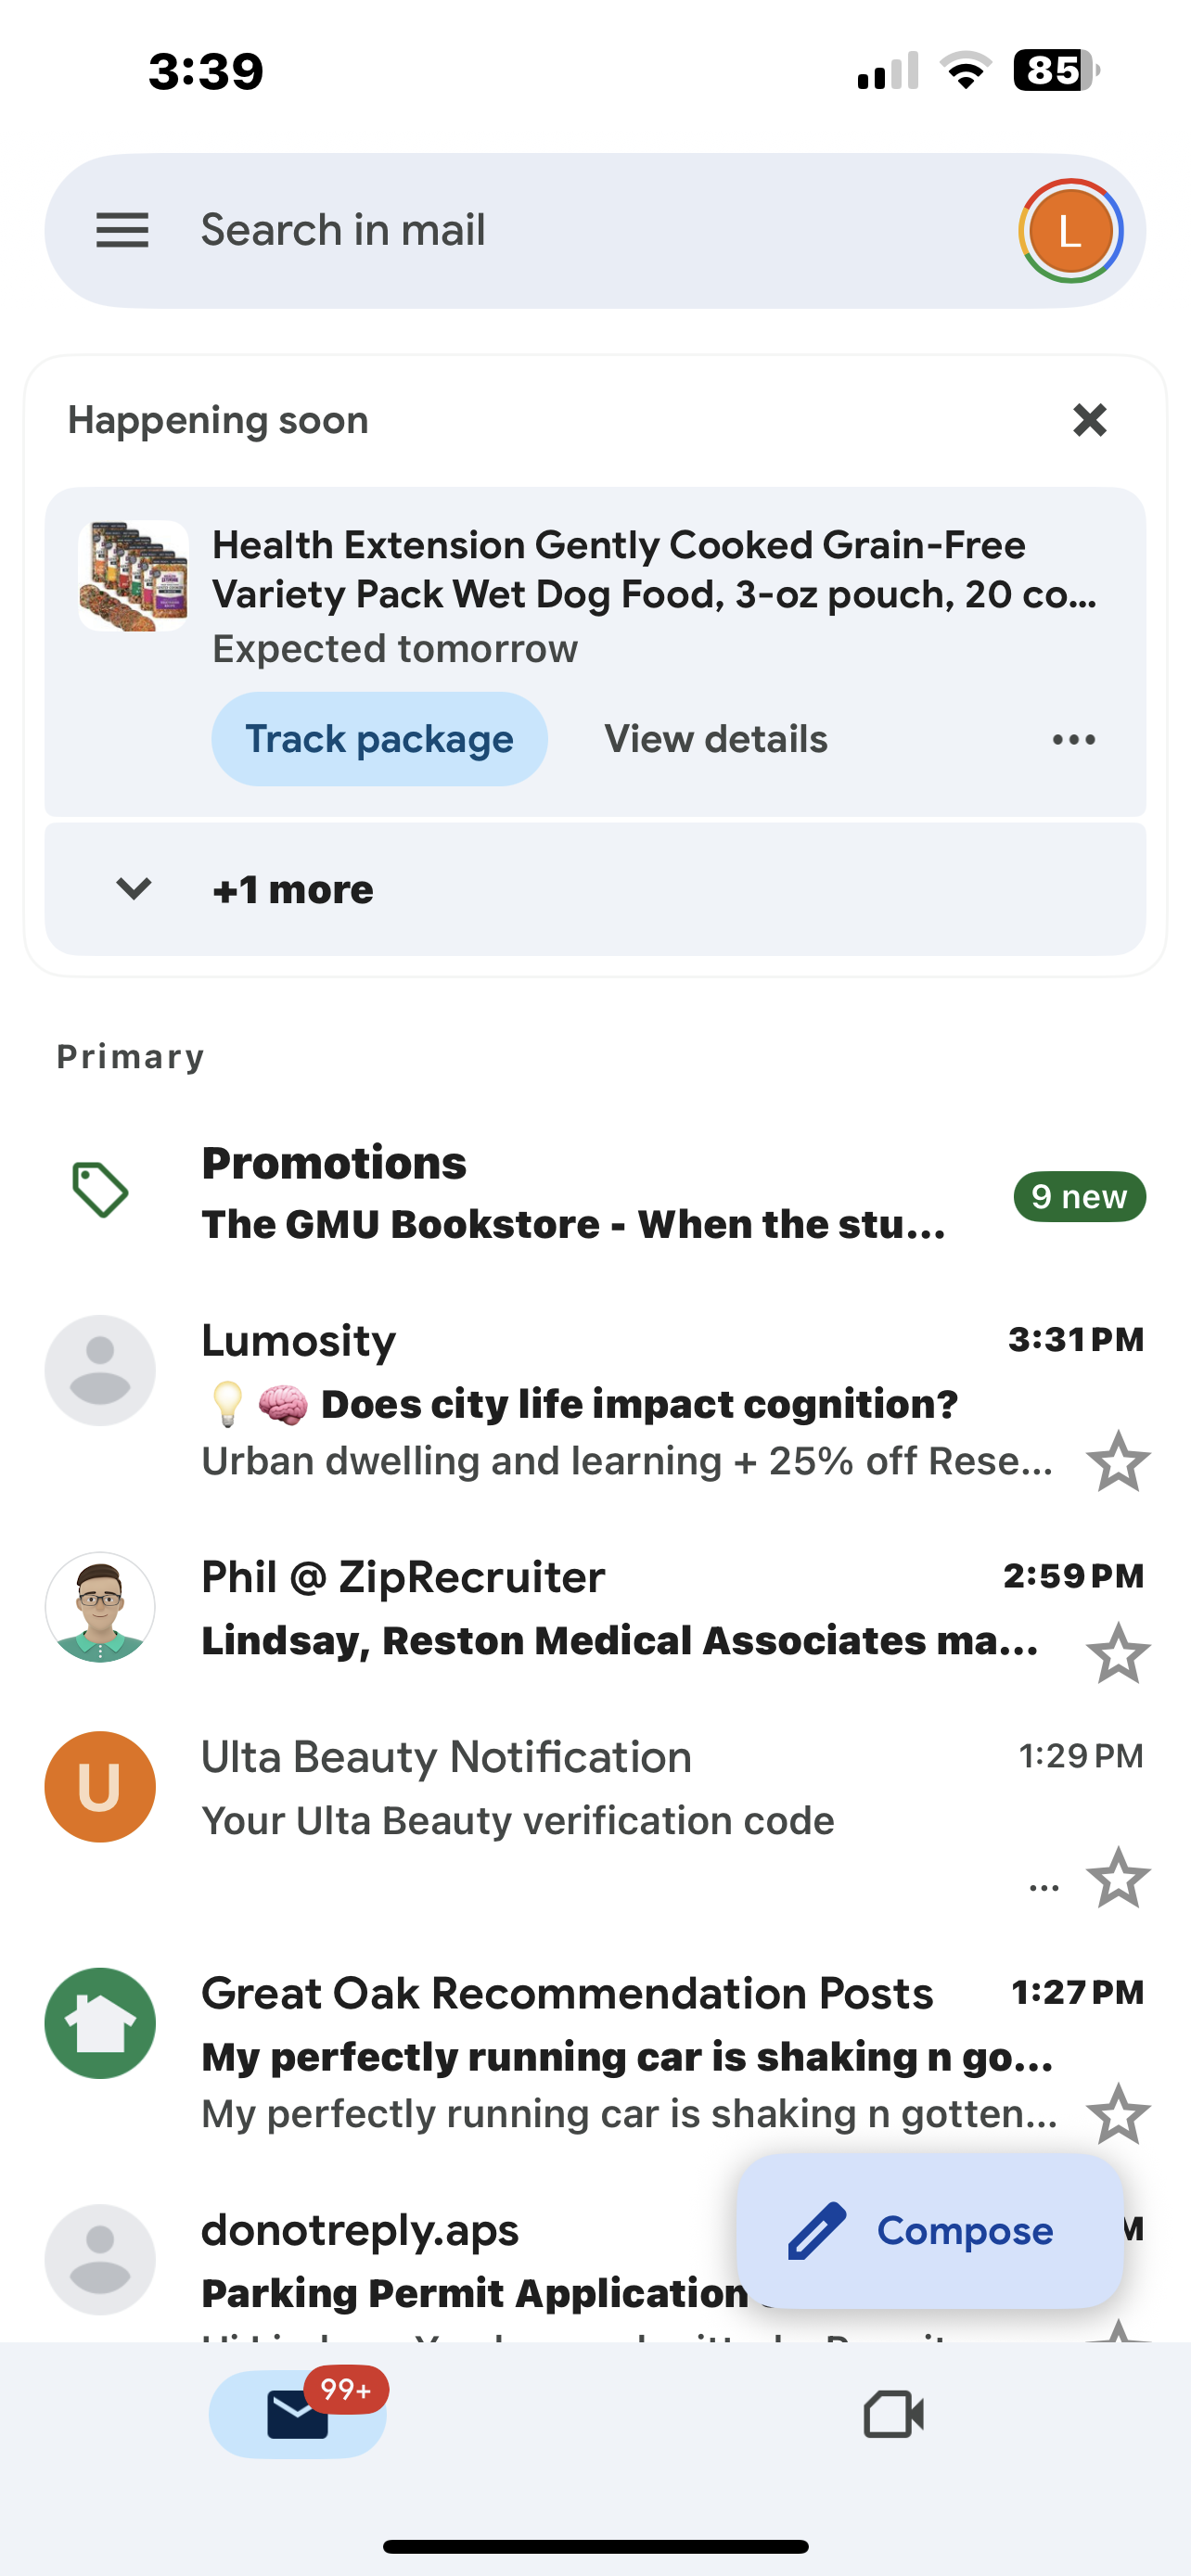 3:39
85
Search in mail
L
Happening soon
Health Extension Gently Cooked Grain-Free
Variety Pack Wet Dog Food, 3-oz pouch, 20 co...
Expected tomorrow
Track package
View details
+1 more
Primary
Promotions
The GMU Bookstore - When the stu...
9 new
Lumosity
3:31 PM
💡🧠 Does city life impact cognition?
Urban dwelling and learning + 25% off Rese...
Phil @ ZipRecruiter
2:59 PM
Lindsay, Reston Medical Associates ma...
U
Ulta Beauty Notification
1:29 PM
Your Ulta Beauty verification code
...
Great Oak Recommendation Posts
1:27 PM
My perfectly running car is shaking n go...
My perfectly running car is shaking n gotten...
donotreply.aps
Compose
Parking Permit Application
99+